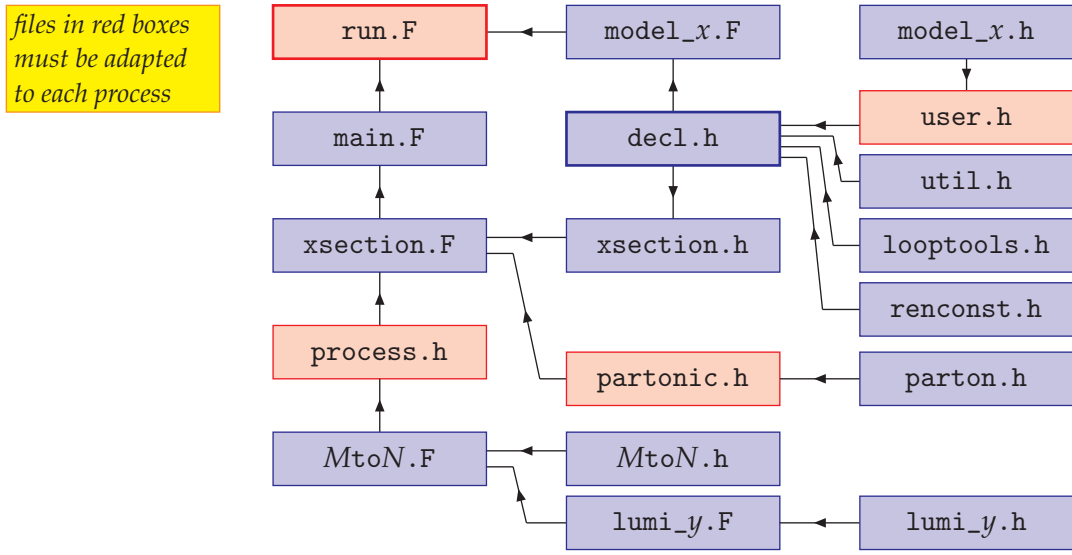 files in red boxes
must be adapted
to each process
run.F
model_x.F
model_x.h
main.F
decl.h
user.h
util.h
xsection.F
xsection.h
looptools.h
renconst.h
process.h
partonic.h
parton.h
MtoN.F
MtoN.h
lumi_y.F
lumi_y.h